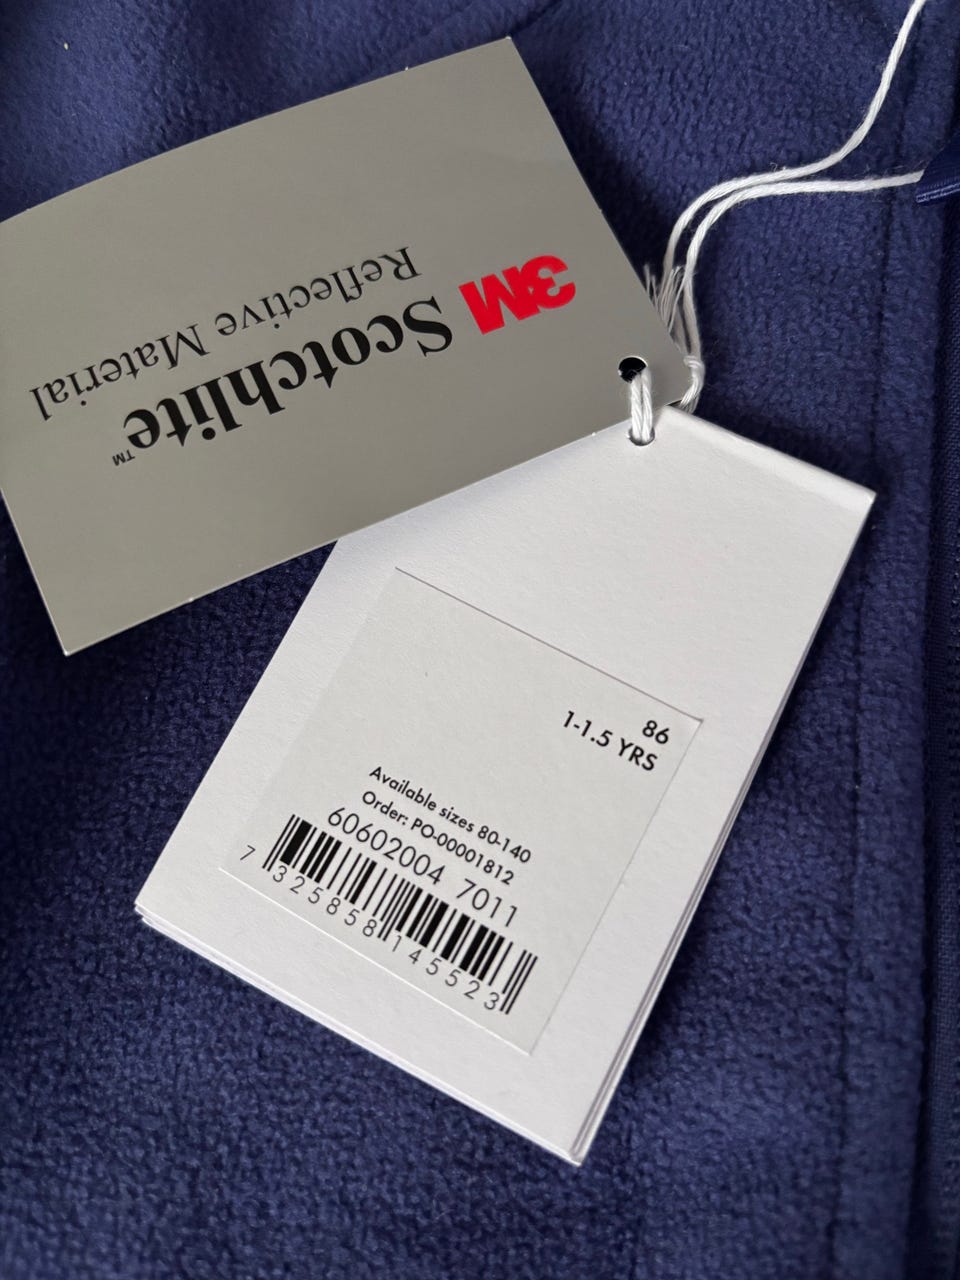 3M Scotchlite™
Reflective Material
86
1-1.5 YRS
Available sizes 80-140
Order: PO-00001812
60602004 7011
7 325858 145523